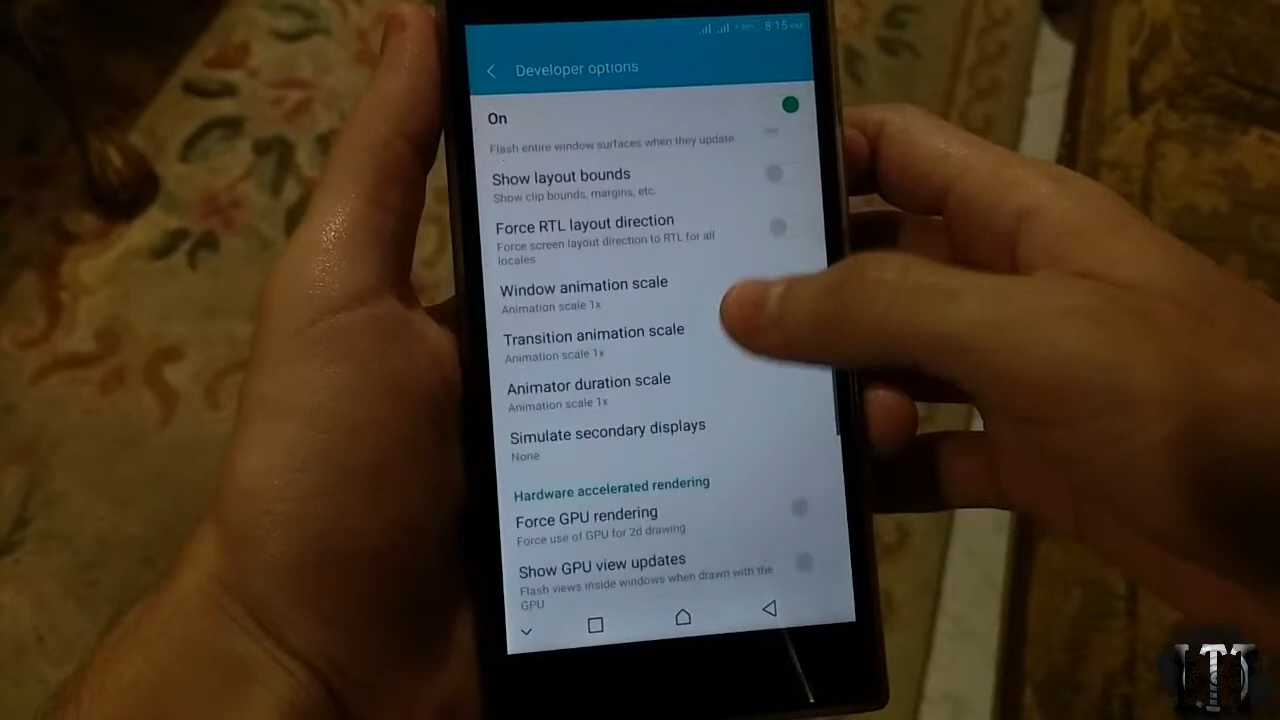 8:15 PM
Developer options
On
Flash entire window surfaces when they update
Show layout bounds
Show clip bounds, margins, etc.
Force RTL layout direction
Force screen layout direction to RTL for all
locales
Window animation scale
Animation scale 1x
Transition animation scale
Animation scale 1x
Animator duration scale
Animation scale 1x
Simulate secondary displays
None
Hardware accelerated rendering
Force GPU rendering
Force use of GPU for 2d drawing
Show GPU view updates
Flash views inside windows when drawn with the
GPU